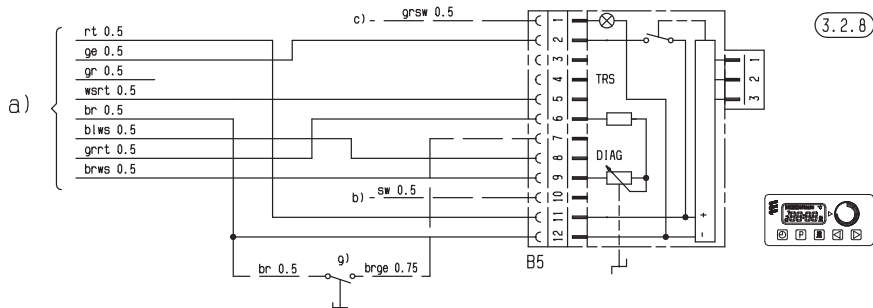 c) grsw 0.5
3.2.8
a)
rt 0.5
ge 0.5
gr 0.5
wsrt 0.5
br 0.5
blws 0.5
grrt 0.5
brws 0.5
b) sw 0.5
1
2
3
4
5
6
7
8
9
10
11
12
TRS
DIAG
+
-
1
2
3
B5
g)
br 0.5
brge 0.75
P